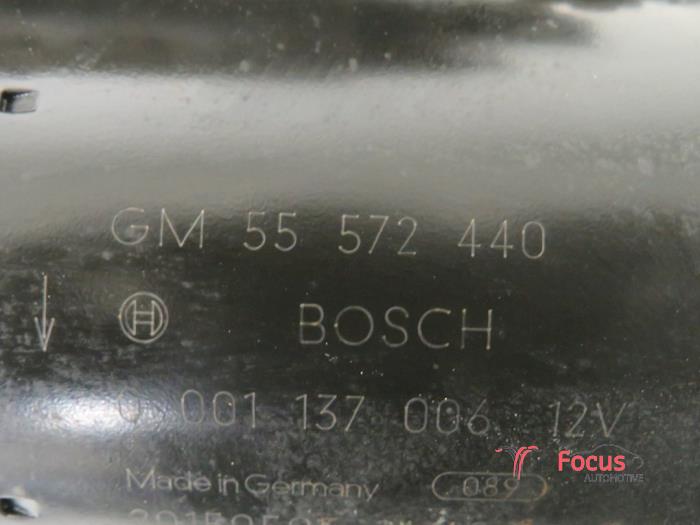 GM 55 572 440
BOSCH
0 001 137 006 12V
Made in Germany 089
Focus
AUTOMOTIVE